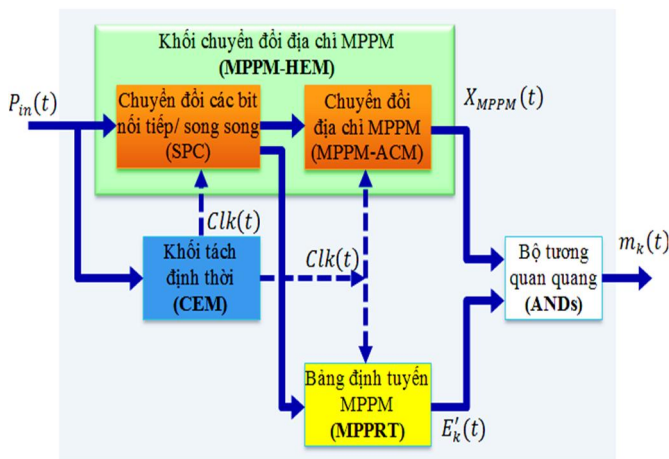 Khối chuyển đổi địa chỉ MPPM
(MPPM-HEM)
P_in(t)
Chuyển đổi các bit
nối tiếp/ song song
(SPC)
Chuyển đổi
địa chỉ MPPM
(MPPM-ACM)
X_MPPM(t)
Clk(t)
Khối tách
định thời
(CEM)
Clk(t)
Bộ tương
quan quang
(ANDs)
m_k(t)
Bảng định tuyến
MPPM
(MPPRT)
E'_k(t)